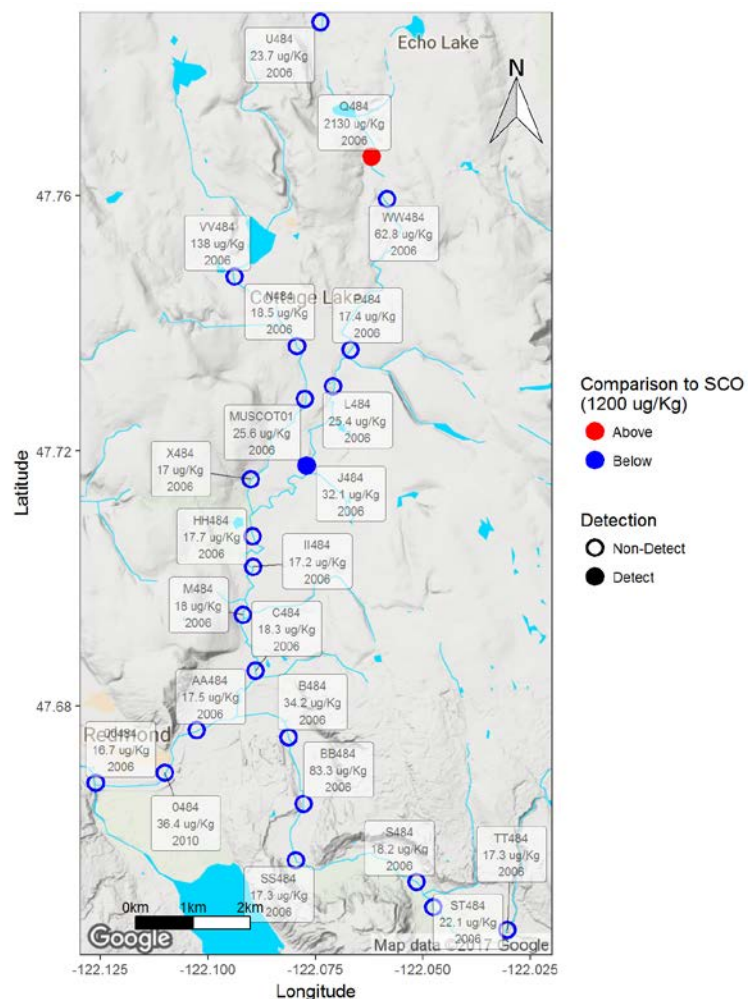 U484
23.7 ug/Kg
2006
Echo Lake
N
Q484
2130 ug/Kg
2006
47.76
WW484
62.8 ug/Kg
2006
VV484
138 ug/Kg
2006
Cottage Lake
N484
18.5 ug/Kg
2006
P484
17.4 ug/Kg
2006
L484
25.4 ug/Kg
2006
MUSCOT01
25.6 ug/Kg
2006
47.72
X484
17 ug/Kg
2006
J484
32.1 ug/Kg
2006
HH484
17.7 ug/Kg
2006
II484
17.2 ug/Kg
2006
M484
18 ug/Kg
2006
C484
18.3 ug/Kg
2006
AA484
17.5 ug/Kg
2006
47.68
B484
34.2 ug/Kg
2006
Redmond
16.7 ug/Kg
2006
BB484
83.3 ug/Kg
2006
O484
36.4 ug/Kg
2010
S484
18.2 ug/Kg
2006
TT484
17.3 ug/Kg
2006
SS484
17.3 ug/Kg
2006
ST484
22.1 ug/Kg
2006
0km 1km 2km
Google
Map data ©2017 Google
-122.125 -122.100 -122.075 -122.050 -122.025
Longitude
Latitude
Comparison to SCO
(1200 ug/Kg)
Above
Below
Detection
Non-Detect
Detect